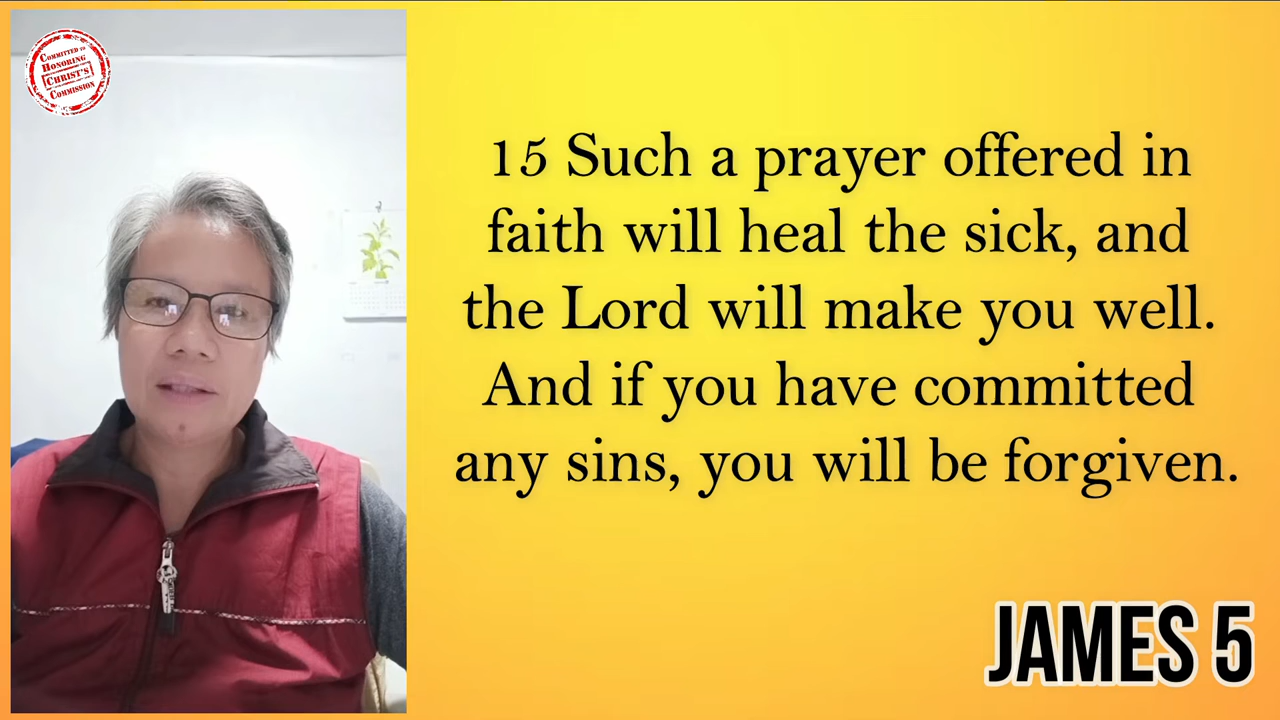 COMMITTED TO
HONORING
CHRIST'S
COMMISSION
15 Such a prayer offered in
faith will heal the sick, and
the Lord will make you well.
And if you have committed
any sins, you will be forgiven.
JAMES 5